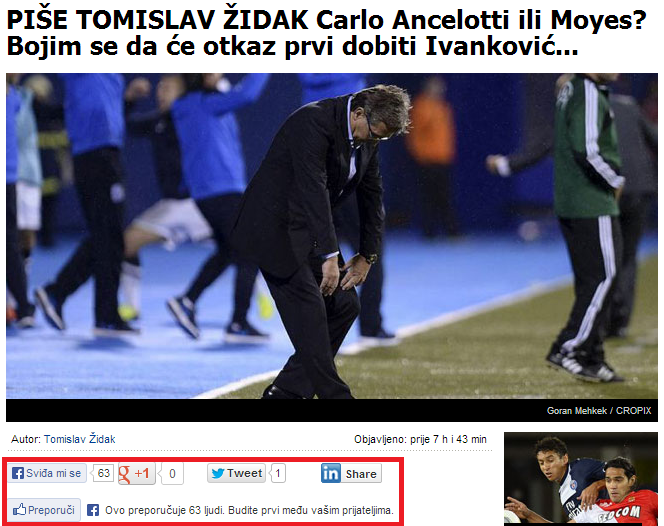 PIŠE TOMISLAV ŽIDAK Carlo Ancelotti ili Moyes?
Bojim se da će otkaz prvi dobiti Ivanković...
Goran Mehkek / CROPIX
Autor: Tomislav Židak Objavljeno: prije 7 h i 43 min
Sviđa mi se 63 g +1 0 Tweet 1 in Share
Preporuči Ovo preporučuje 63 ljudi. Budite prvi među vašim prijateljima.